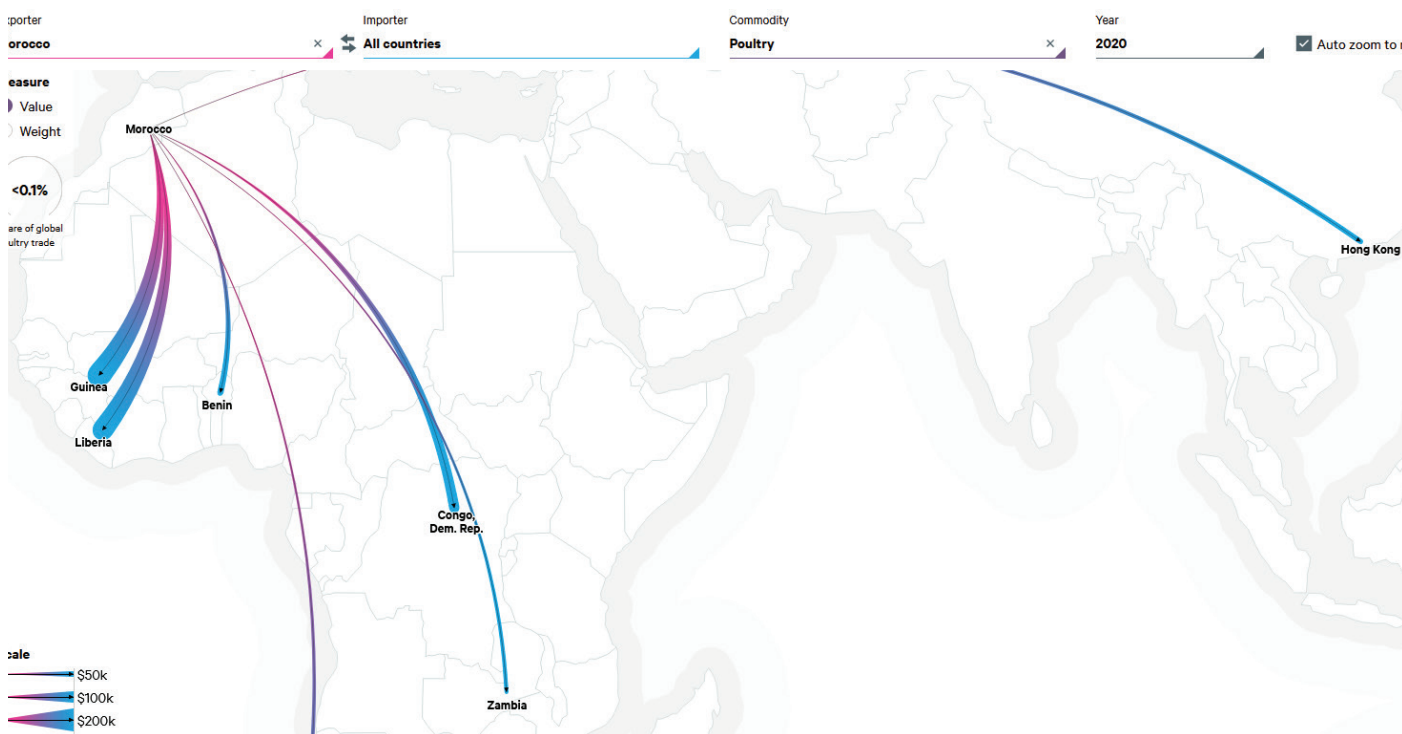 xporter
orocco
Importer
All countries
Commodity
Poultry
Year
2020
Auto zoom to r
easure
Value
Weight
<0.1%
are of global
ultry trade
Morocco
Hong Kong
Guinea
Benin
Liberia
Congo,
Dem. Rep.
Zambia
cale
$50k
$100k
$200k